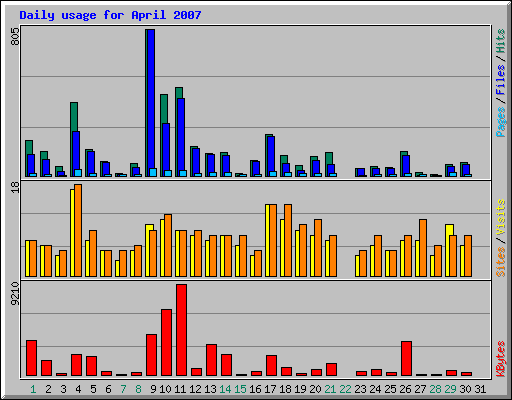 Daily usage for April 2007
805
Pages / Files / Hits
18
Sites / Visits
9210
KBytes
1 2 3 4 5 6 7 8 9 10 11 12 13 14 15 16 17 18 19 20 21 22 23 24 25 26 27 28 29 30 31